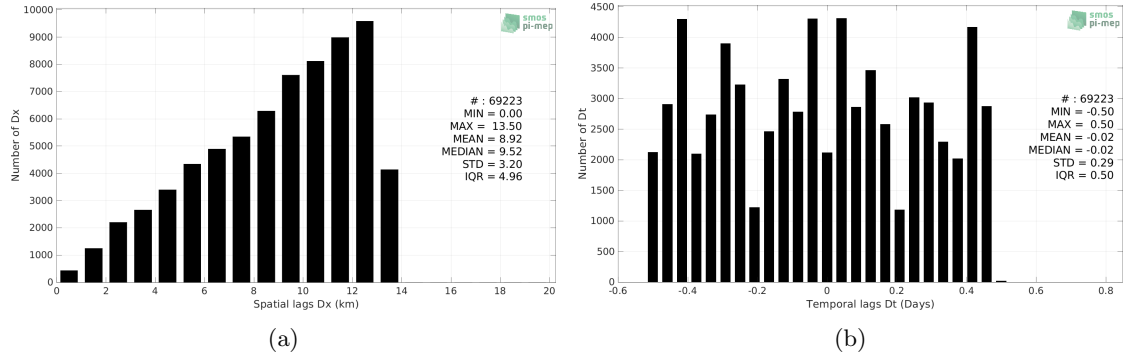 10000
9000
8000
7000
6000
5000
4000
3000
2000
1000
0
Number of Dx
smos
pi-mep
# : 69223
MIN = 0.00
MAX = 13.50
MEAN = 8.92
MEDIAN = 9.52
STD = 3.20
IQR = 4.96
0 2 4 6 8 10 12 14 16 18 20
Spatial lags Dx (km)
(a)
4500
4000
3500
3000
2500
2000
1500
1000
500
0
Number of Dt
smos
pi-mep
# : 69223
MIN = -0.50
MAX = 0.50
MEAN = -0.02
MEDIAN = -0.02
STD = 0.29
IQR = 0.50
-0.6 -0.4 -0.2 0 0.2 0.4 0.6 0.8
Temporal lags Dt (Days)
(b)